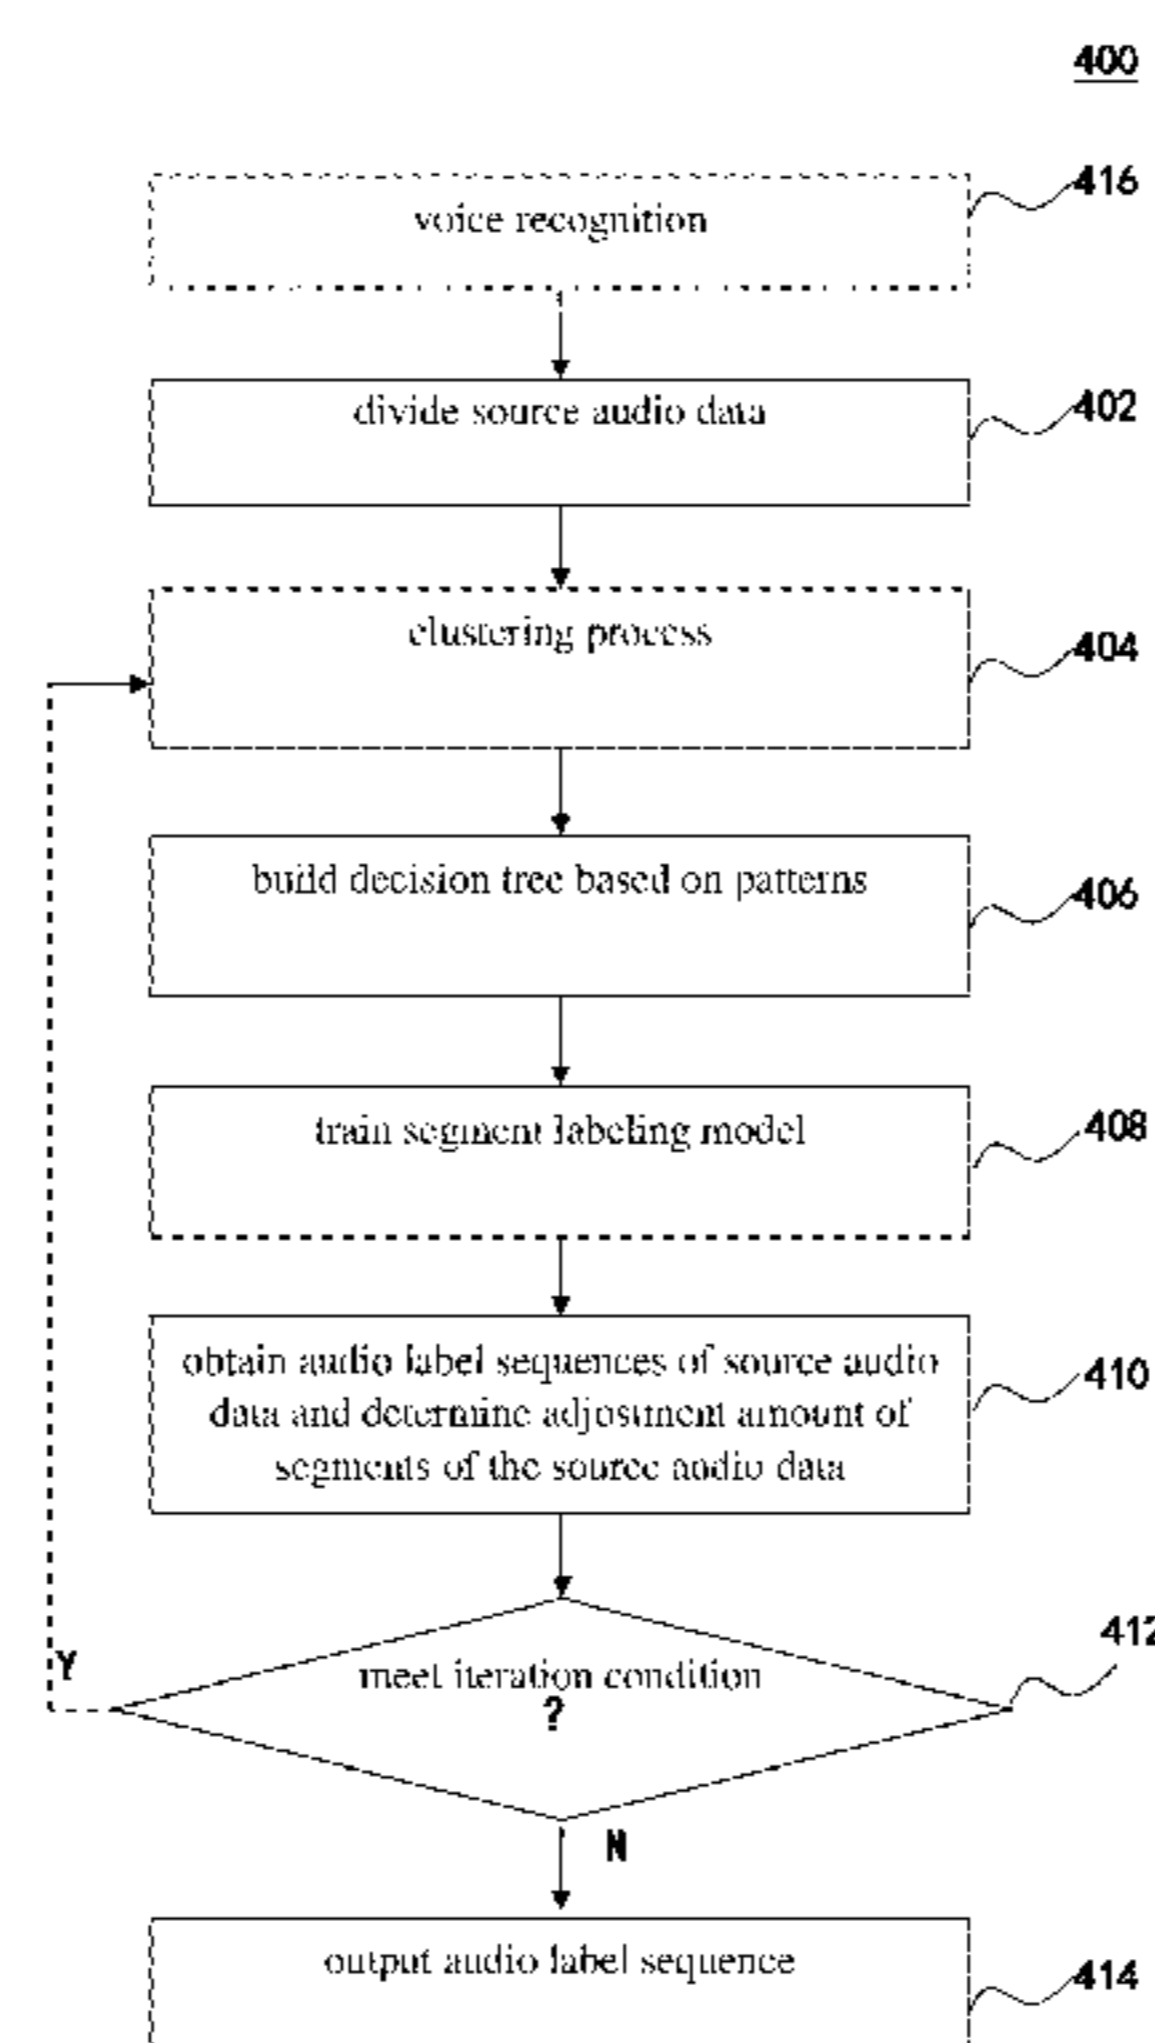 400
voice recognition
416
divide source audio data
402
clustering process
404
build decision tree based on patterns
406
train segment labeling model
408
obtain audio label sequences of source audio
data and determine adjustment amount of
segments of the source audio data
410
412
Y
meet iteration condition
?
N
output audio label sequence
414